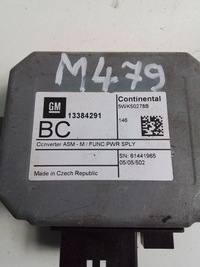 M479
GM
13384291
Continental
5WK50278B
BC
146
Converter ASM - M / FUNC PWR SPLY
SN: 61441965
05/05/502
Made in Czech Republic